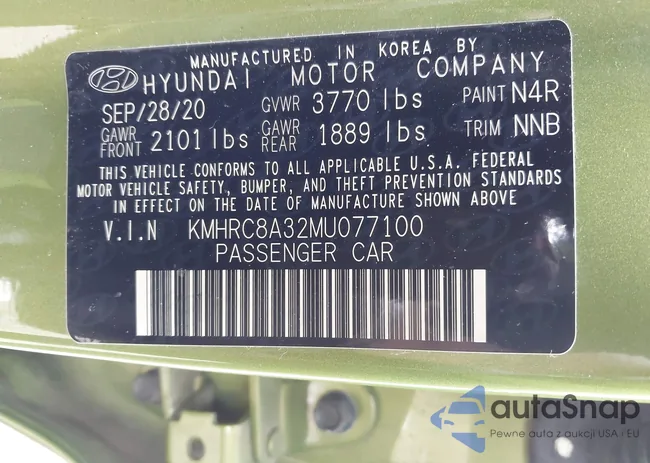 MANUFACTURED IN KOREA BY
HYUNDAI MOTOR COMPANY
SEP/28/20 GVWR 3770 lbs PAINT N4R
GAWR FRONT 2101 lbs GAWR REAR 1889 lbs TRIM NNB
THIS VEHICLE CONFORMS TO ALL APPLICABLE U.S.A. FEDERAL
MOTOR VEHICLE SAFETY, BUMPER, AND THEFT PREVENTION STANDARDS
IN EFFECT ON THE DATE OF MANUFACTURE SHOWN ABOVE
V.I.N KMHRC8A32MU077100
PASSENGER CAR
autaSnap
Pewne auta z aukcji USA i EU